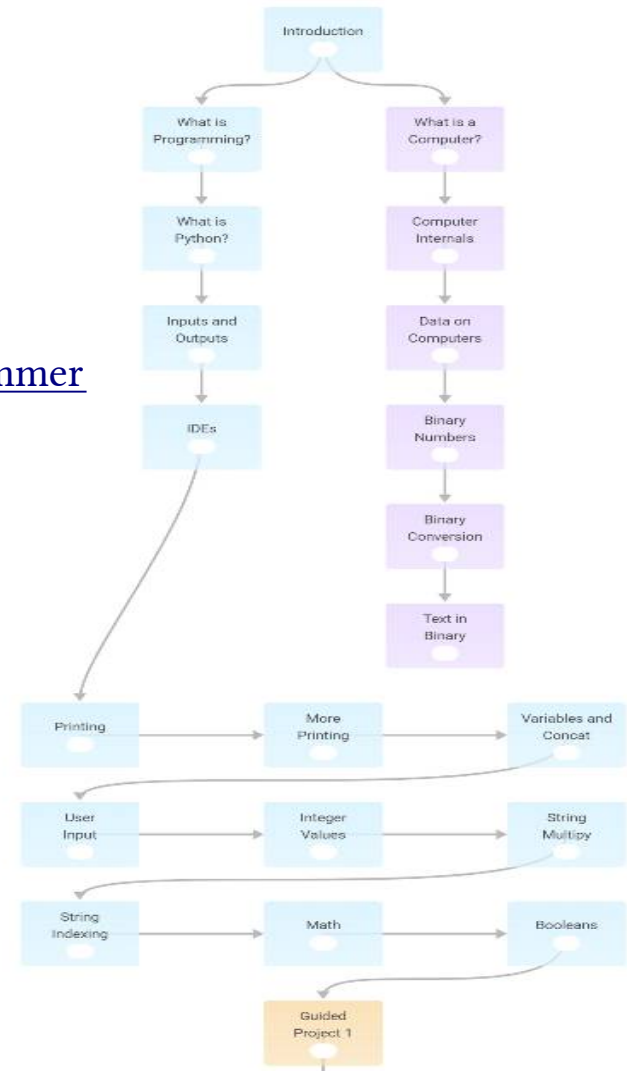 Introduction
What is
Programming?
What is a
Computer?
What is
Python?
Computer
Internals
Inputs and
Outputs
Data on
Computers
mmer
IDEs
Binary
Numbers
Binary
Conversion
Text in
Binary
Printing
More
Printing
Variables and
Concat
User
Input
Integer
Values
String
Multipy
String
Indexing
Math
Booleans
Guided
Project 1